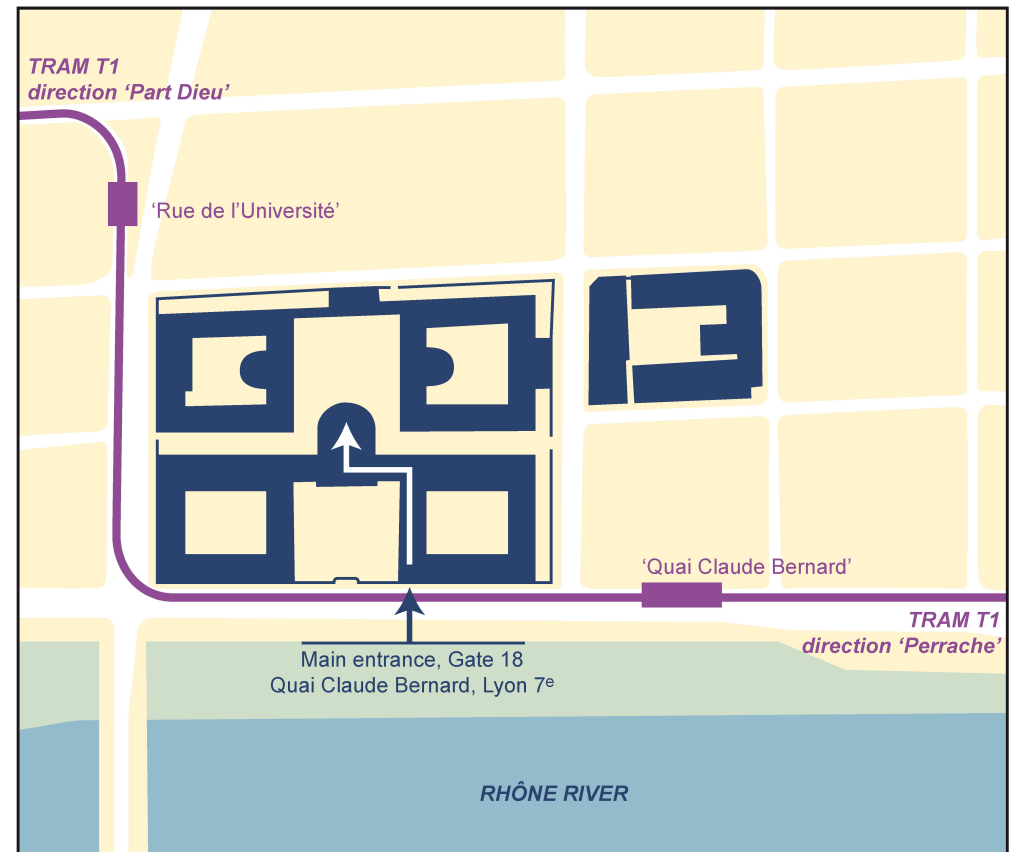 TRAM T1
direction ‘Part Dieu’
‘Rue de l’Université’
‘Quai Claude Bernard’
TRAM T1
direction ‘Perrache’
Main entrance, Gate 18
Quai Claude Bernard, Lyon 7ᵉ
RHÔNE RIVER